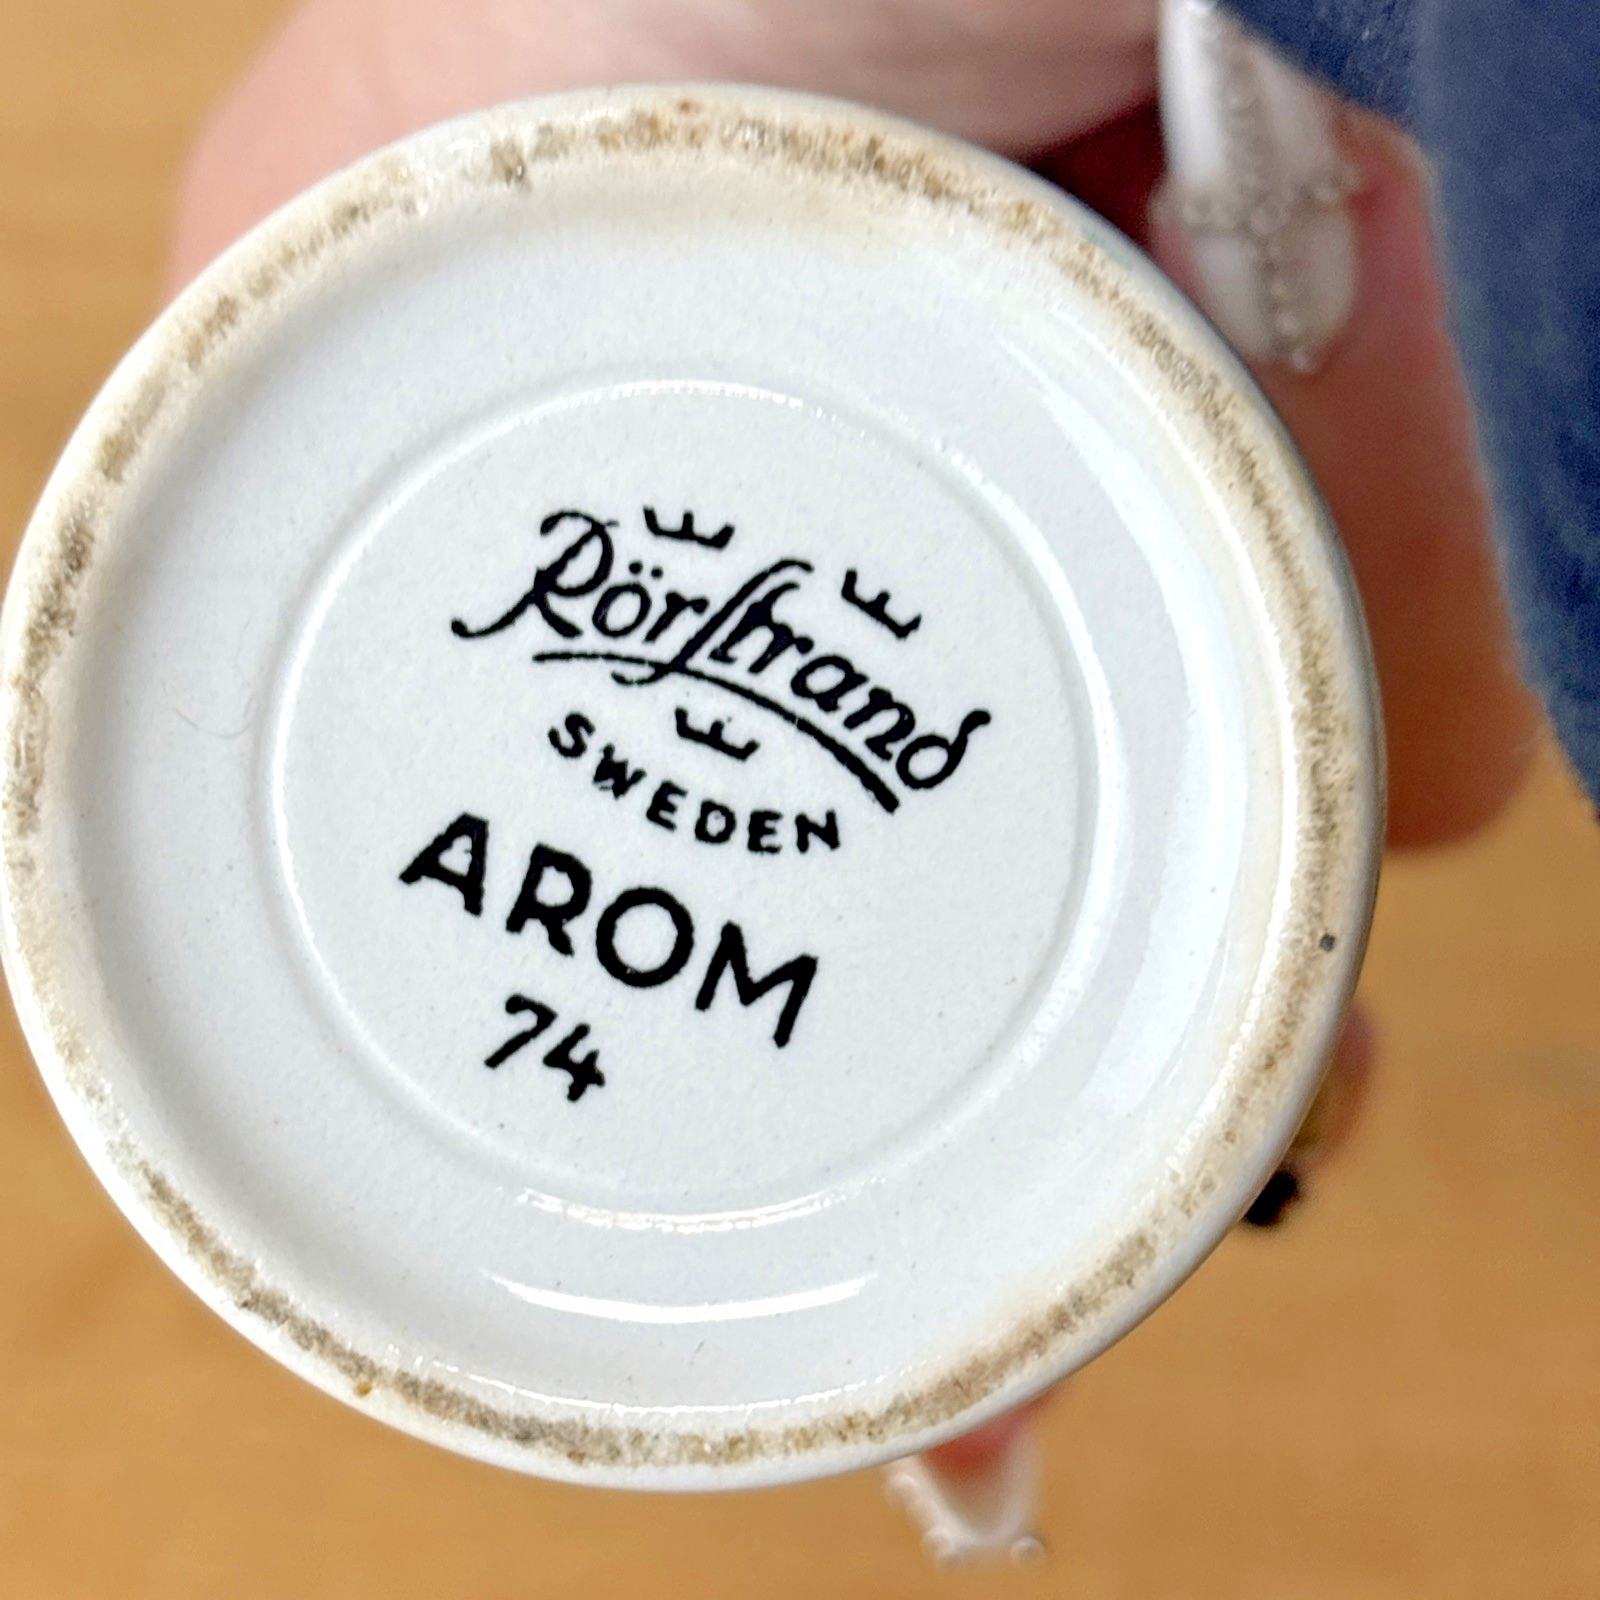 Rörstrand
SWEDEN
AROM
74